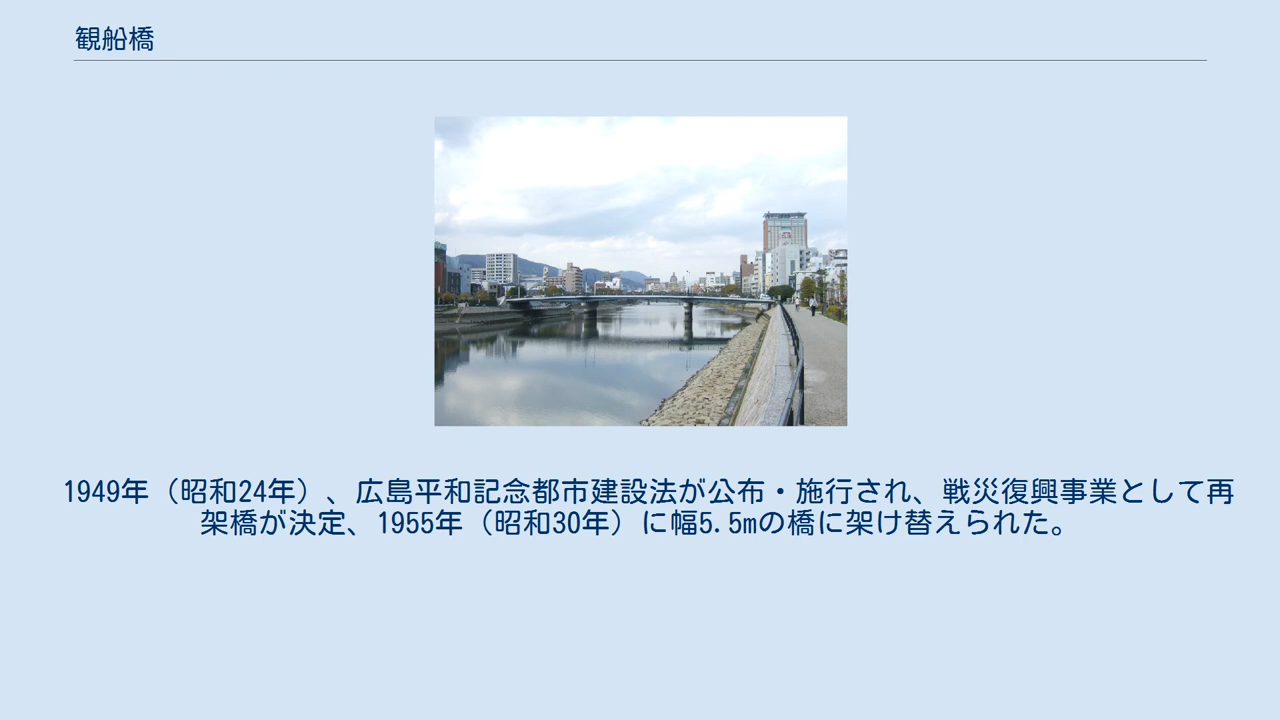 観船橋
1949年（昭和24年）、広島平和記念都市建設法が公布・施行され、戦災復興事業として再
架橋が決定、1955年（昭和30年）に幅5.5mの橋に架け替えられた。